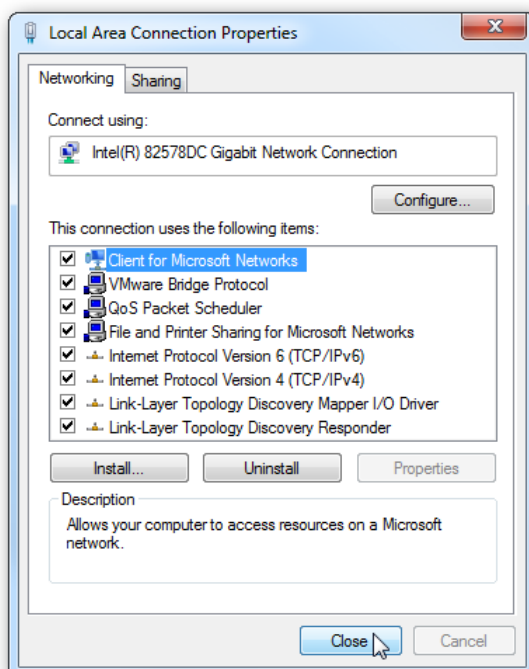 Local Area Connection Properties
Networking
Sharing
Connect using:
Intel(R) 82578DC Gigabit Network Connection
Configure...
This connection uses the following items:
Client for Microsoft Networks
VMware Bridge Protocol
QoS Packet Scheduler
File and Printer Sharing for Microsoft Networks
Internet Protocol Version 6 (TCP/IPv6)
Internet Protocol Version 4 (TCP/IPv4)
Link-Layer Topology Discovery Mapper I/O Driver
Link-Layer Topology Discovery Responder
Install...
Uninstall
Properties
Description
Allows your computer to access resources on a Microsoft
network.
Close
Cancel